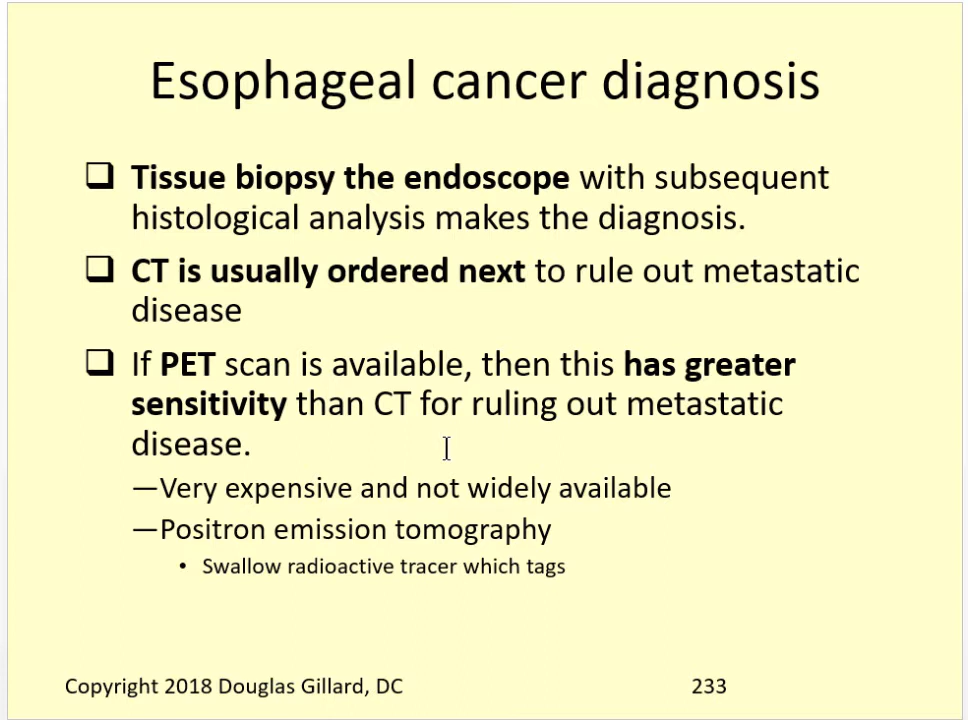 Esophageal cancer diagnosis
❑ Tissue biopsy the endoscope with subsequent
histological analysis makes the diagnosis.
❑ CT is usually ordered next to rule out metastatic
disease
❑ If PET scan is available, then this has greater
sensitivity than CT for ruling out metastatic
disease.
—Very expensive and not widely available
—Positron emission tomography
• Swallow radioactive tracer which tags
Copyright 2018 Douglas Gillard, DC 233